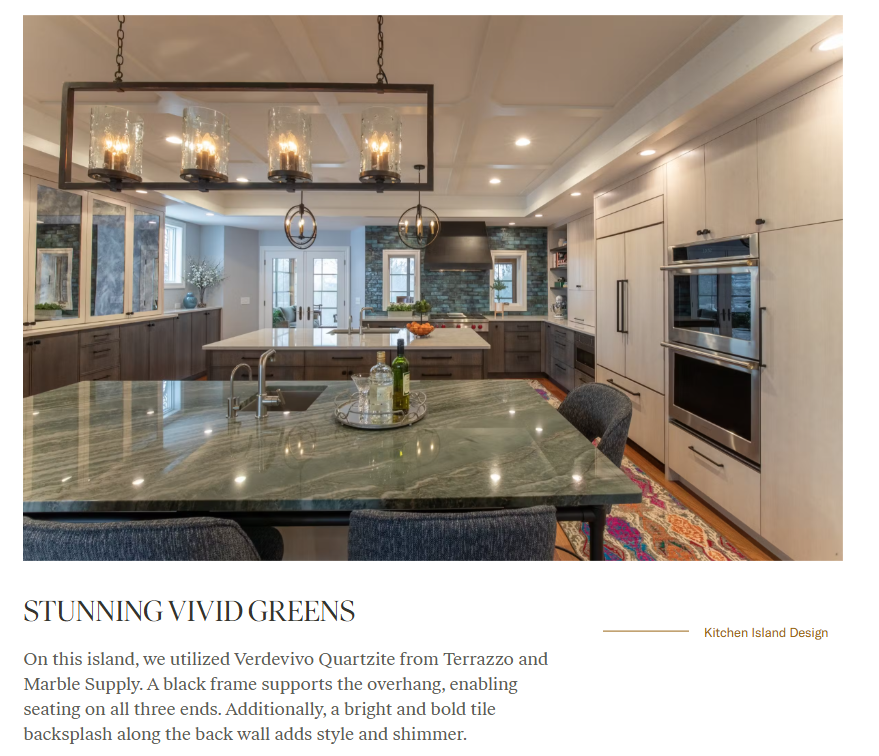 STUNNING VIVID GREENS
Kitchen Island Design
On this island, we utilized Verdevivo Quartzite from Terrazzo and
Marble Supply. A black frame supports the overhang, enabling
seating on all three ends. Additionally, a bright and bold tile
backsplash along the back wall adds style and shimmer.